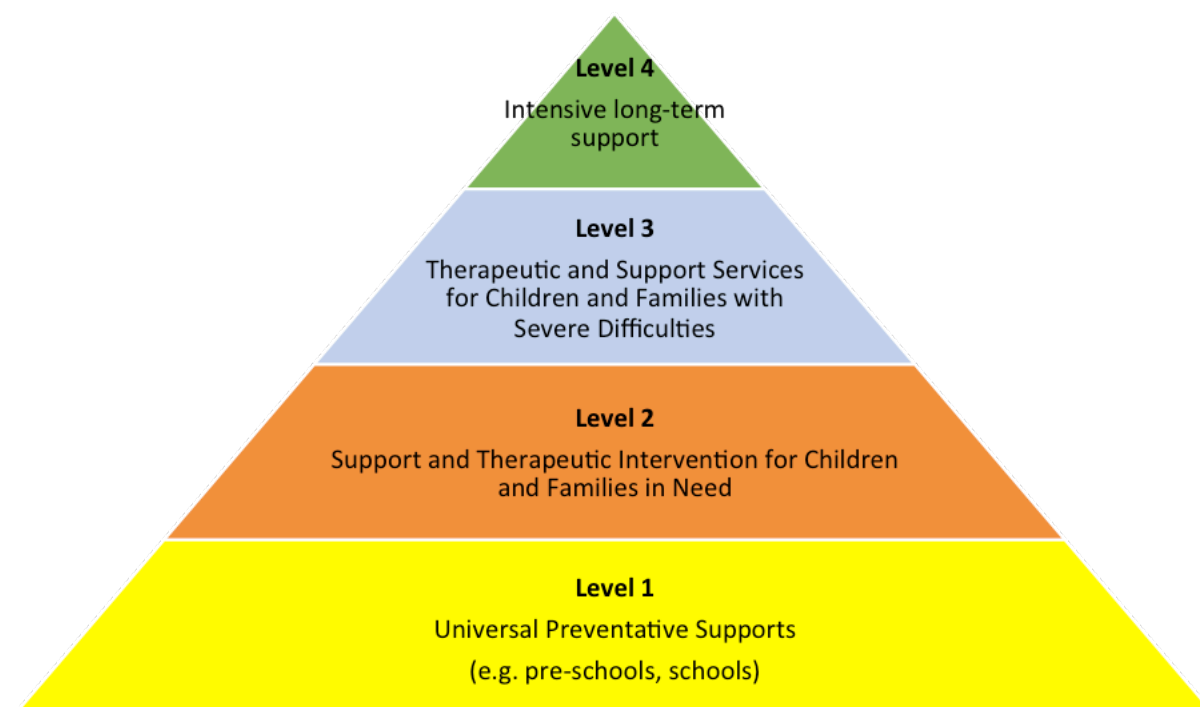 Level 4
Intensive long-term
support
Level 3
Therapeutic and Support Services
for Children and Families with
Severe Difficulties
Level 2
Support and Therapeutic Intervention for Children
and Families in Need
Level 1
Universal Preventative Supports
(e.g. pre-schools, schools)